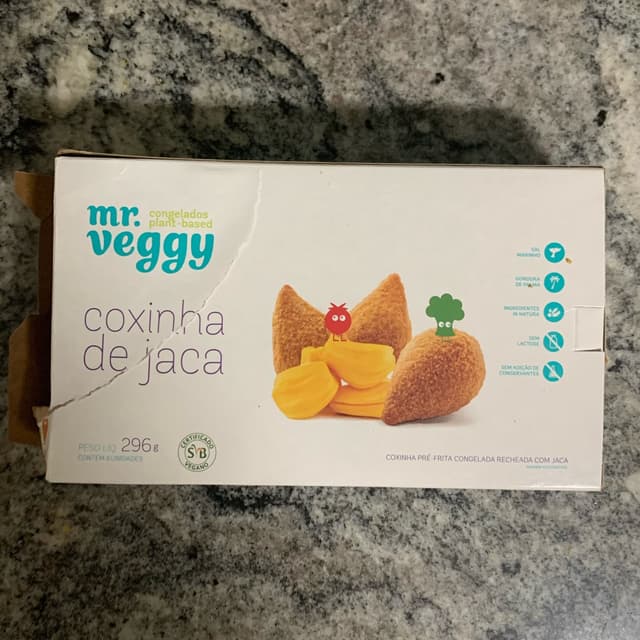 mr.
veggy
congelados
plant-based
coxinha
de jaca
PESO LÍQ. 296g
CONTÉM 8 UNIDADES
CERTIFICADO
SVB
VEGANO
SAL
MARINHO
GORDURA
DE PALMA
INGREDIENTES
IN NATURA
SEM
LACTOSE
SEM ADIÇÃO DE
CONSERVANTES
COXINHA PRÉ-FRITA CONGELADA RECHEADA COM JACA